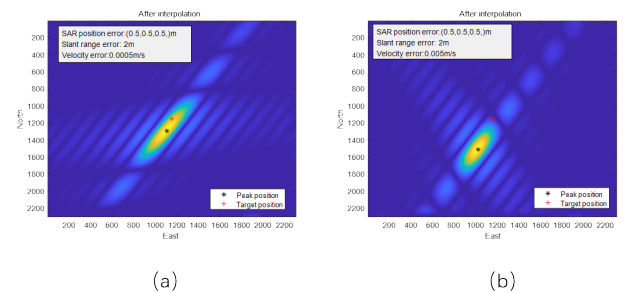 After interpolation
SAR position error:(0.5,0.5,0.5,)m
Slant range error: 2m
Velocity error:0.0005m/s
North
200
400
600
800
1000
1200
1400
1600
1800
2000
2200
Peak position
Target position
200 400 600 800 1000 1200 1400 1600 1800 2000 2200
East
(a)
After interpolation
SAR position error:(0.5,0.5,0.5,)m
Slant range error: 2m
Velocity error:0.005m/s
North
200
400
600
800
1000
1200
1400
1600
1800
2000
2200
Peak position
Target position
200 400 600 800 1000 1200 1400 1600 1800 2000 2200
East
(b)